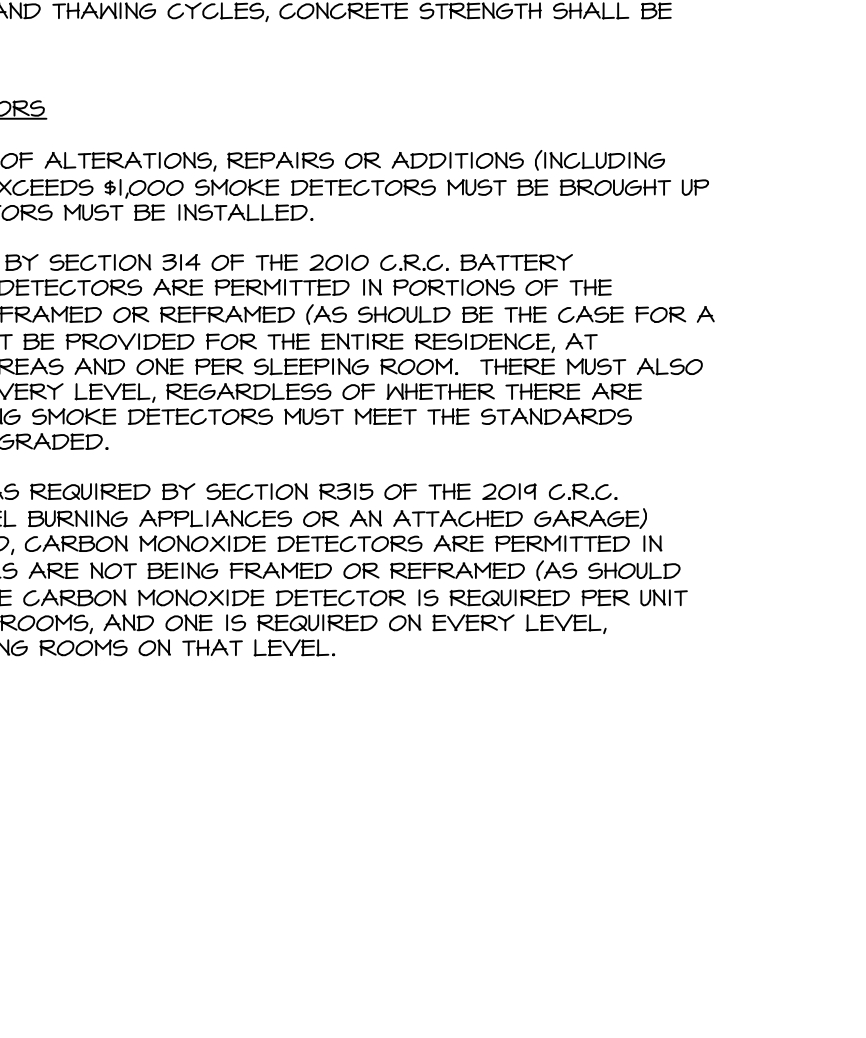 AND THAWING CYCLES, CONCRETE STRENGTH SHALL BE
ORS
OF ALTERATIONS, REPAIRS OR ADDITIONS (INCLUDING
XCEEDS $1,000 SMOKE DETECTORS MUST BE BROUGHT UP
TORS MUST BE INSTALLED.
BY SECTION 314 OF THE 2010 C.R.C. BATTERY
DETECTORS ARE PERMITTED IN PORTIONS OF THE
FRAMED OR REFRAMED (AS SHOULD BE THE CASE FOR A
T BE PROVIDED FOR THE ENTIRE RESIDENCE, AT
REAS AND ONE PER SLEEPING ROOM. THERE MUST ALSO
VERY LEVEL, REGARDLESS OF WHETHER THERE ARE
NG SMOKE DETECTORS MUST MEET THE STANDARDS
GRADED.
AS REQUIRED BY SECTION R315 OF THE 2019 C.R.C.
EL BURNING APPLIANCES OR AN ATTACHED GARAGE)
D, CARBON MONOXIDE DETECTORS ARE PERMITTED IN
LS ARE NOT BEING FRAMED OR REFRAMED (AS SHOULD
E CARBON MONOXIDE DETECTOR IS REQUIRED PER UNIT
ROOMS, AND ONE IS REQUIRED ON EVERY LEVEL,
NG ROOMS ON THAT LEVEL.